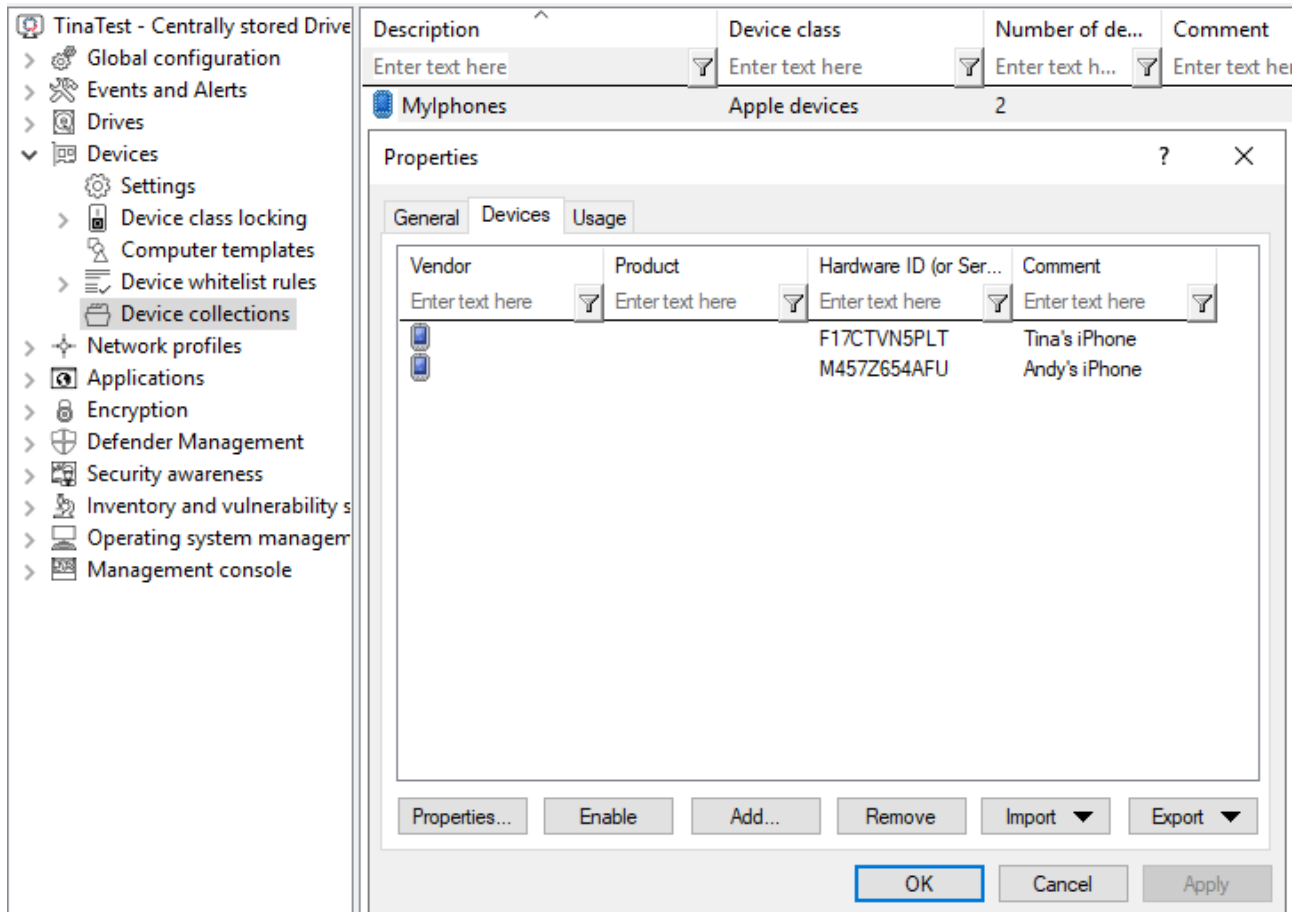 TinaTest - Centrally stored Drive
Global configuration
Events and Alerts
Drives
Devices
Settings
Device class locking
Computer templates
Device whitelist rules
Device collections
Network profiles
Applications
Encryption
Defender Management
Security awareness
Inventory and vulnerability s
Operating system managem
Management console
Description Device class Number of de... Comment
Enter text here Enter text here Enter text h... Enter text her
MyIphones Apple devices 2
Properties ?
General Devices Usage
Vendor Product Hardware ID (or Ser... Comment
Enter text here Enter text here Enter text here Enter text here
F17CTVN5PLT Tina's iPhone
M457Z654AFU Andy's iPhone
Properties... Enable Add... Remove Import Export
OK Cancel Apply